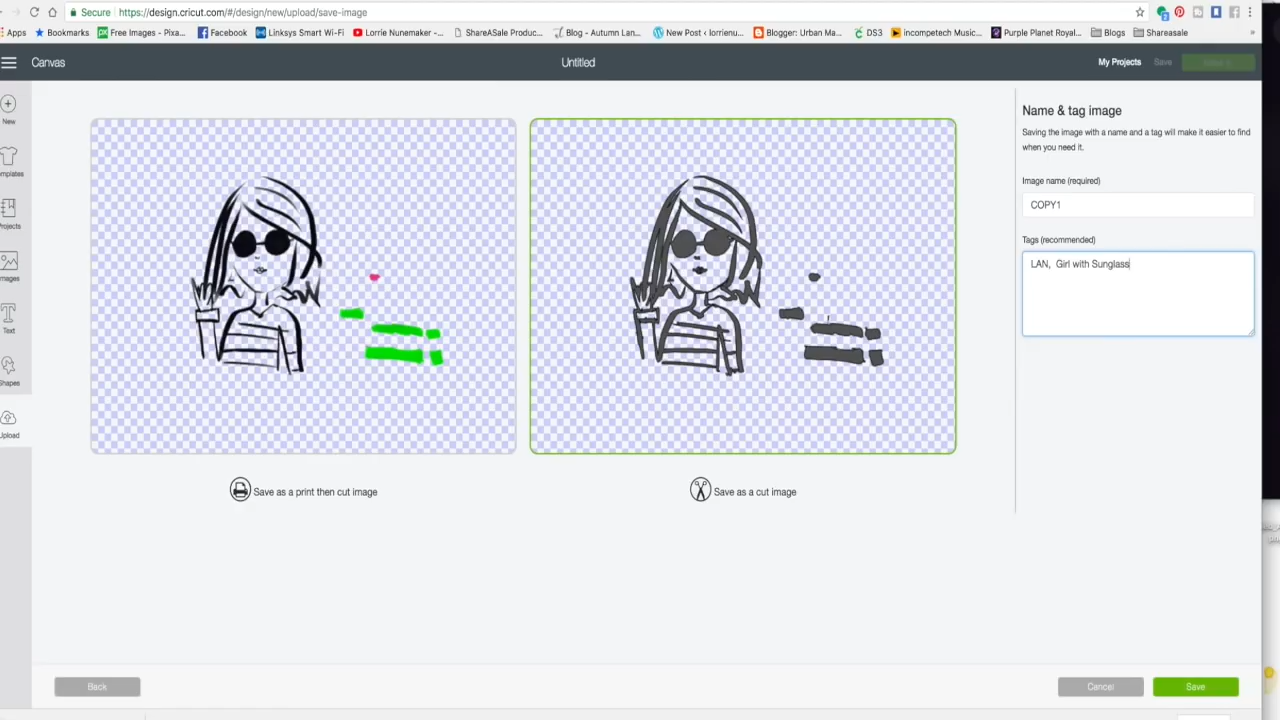 Secure https://design.cricut.com/#/design/new/upload/save-image
Apps Bookmarks Free Images - Pixa... Facebook Linksys Smart Wi-Fi Lorrie Nunemaker -... ShareASale Produc... Blog - Autumn Lan... New Post ‹ lorrienu... Blogger: Urban Ma... DS3 incompetech Music... Purple Planet Royal... Blogs Shareasale »
Canvas Untitled My Projects Save
New
mplates
rojects
mages
Text
hapes
Upload
Name & tag image
Saving the image with a name and a tag will make it easier to find
when you need it.
Image name (required)
COPY1
Tags (recommended)
LAN, Girl with Sunglass
Save as a print then cut image Save as a cut image
Back Cancel Save